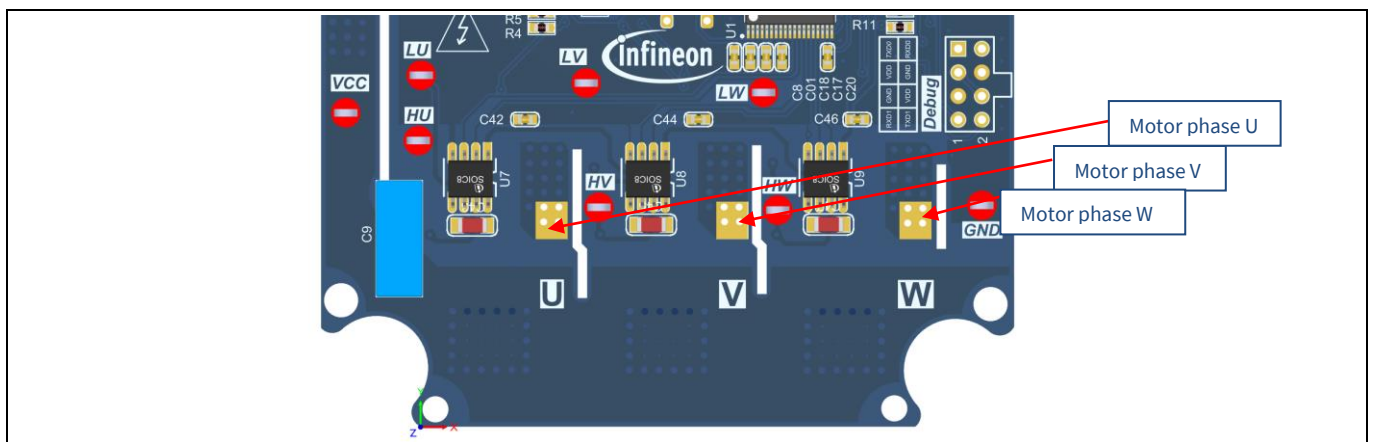 R5
R4
U1
R11
infineon
LU
LV
LW
VCC
HU
C8
C01
C18
C17
C20
TXD0 RXD0
VDD GND
GND VDD
RXD1 TXD1
Debug
1
2
C42
C44
C46
Motor phase U
Motor phase V
Motor phase W
SOIC8
U7
SOIC8
U8
SOIC8
U9
HV
HW
GND
C9
U
V
W
Y
Z
X